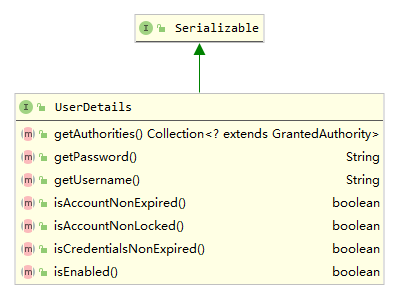 I Serializable
I UserDetails
m getAuthorities() Collection<? extends GrantedAuthority>
m getPassword() String
m getUsername() String
m isAccountNonExpired() boolean
m isAccountNonLocked() boolean
m isCredentialsNonExpired() boolean
m isEnabled() boolean